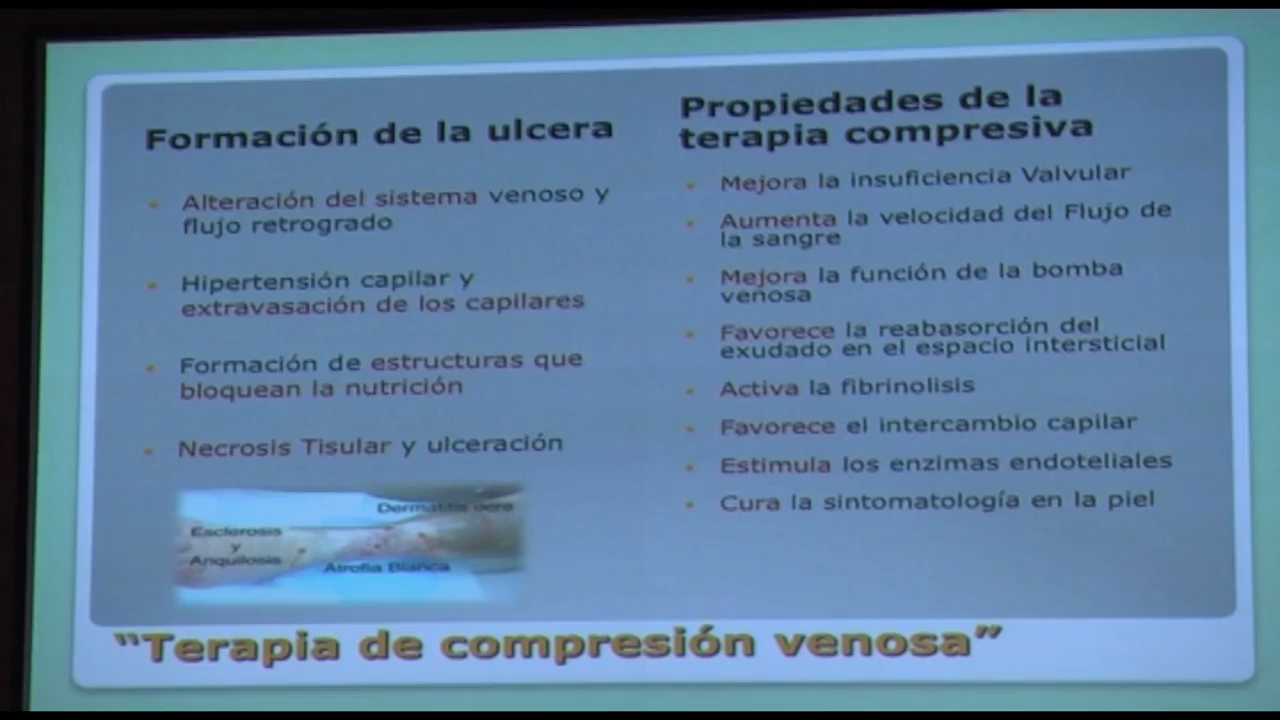 Formación de la ulcera
Alteración del sistema venoso y
flujo retrogrado
Hipertensión capilar y
extravasación de los capilares
Formación de estructuras que
bloquean la nutrición
Necrosis Tisular y ulceración
Dermatitis ocre
Esclerosis
y
Anquilosis
Atrofia Blanca
Propiedades de la
terapia compresiva
Mejora la insuficiencia Valvular
Aumenta la velocidad del Flujo de
la sangre
Mejora la función de la bomba
venosa
Favorece la reabasorción del
exudado en el espacio intersticial
Activa la fibrinolisis
Favorece el intercambio capilar
Estimula los enzimas endoteliales
Cura la sintomatología en la piel
“Terapia de compresión venosa”